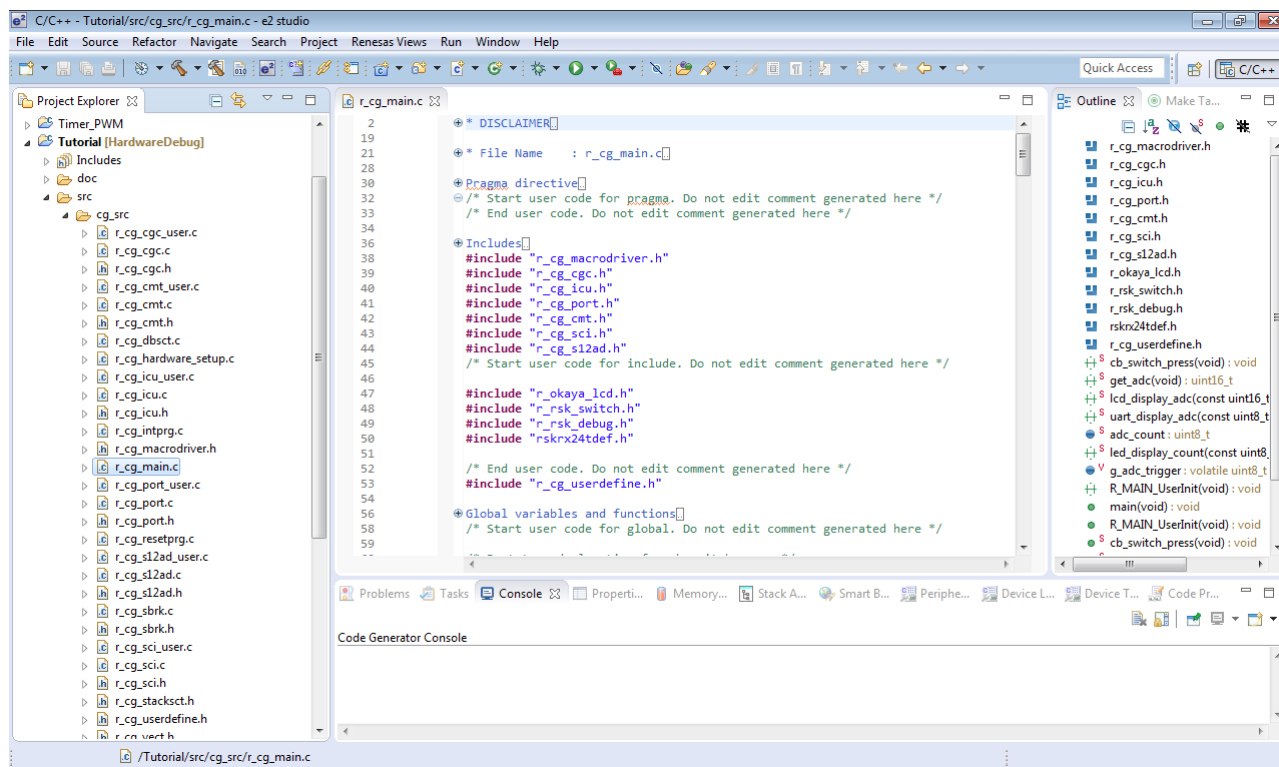 C/C++ - Tutorial/src/cg_src/r_cg_main.c - e2 studio
File Edit Source Refactor Navigate Search Project Renesas Views Run Window Help
Quick Access C/C++
Project Explorer
Timer_PWM
Tutorial [HardwareDebug]
Includes
doc
src
cg_src
r_cg_cgc_user.c
r_cg_cgc.c
r_cg_cgc.h
r_cg_cmt_user.c
r_cg_cmt.c
r_cg_cmt.h
r_cg_dbsct.c
r_cg_hardware_setup.c
r_cg_icu_user.c
r_cg_icu.c
r_cg_icu.h
r_cg_intprg.c
r_cg_macrodriver.h
r_cg_main.c
r_cg_port_user.c
r_cg_port.c
r_cg_port.h
r_cg_resetprg.c
r_cg_s12ad_user.c
r_cg_s12ad.c
r_cg_s12ad.h
r_cg_sbrk.c
r_cg_sbrk.h
r_cg_sci_user.c
r_cg_sci.c
r_cg_sci.h
r_cg_stacksct.h
r_cg_userdefine.h
r_cg_vect.h
r_cg_main.c
2 * DISCLAIMER
19
21 * File Name : r_cg_main.c
28
30 Pragma directive
32 /* Start user code for pragma. Do not edit comment generated here */
33 /* End user code. Do not edit comment generated here */
34
36 Includes
38 #include "r_cg_macrodriver.h"
39 #include "r_cg_cgc.h"
40 #include "r_cg_icu.h"
41 #include "r_cg_port.h"
42 #include "r_cg_cmt.h"
43 #include "r_cg_sci.h"
44 #include "r_cg_s12ad.h"
45 /* Start user code for include. Do not edit comment generated here */
46
47 #include "r_okaya_lcd.h"
48 #include "r_rsk_switch.h"
49 #include "r_rsk_debug.h"
50 #include "rskrx24tdef.h"
51
52 /* End user code. Do not edit comment generated here */
53 #include "r_cg_userdefine.h"
54
56 Global variables and functions
58 /* Start user code for global. Do not edit comment generated here */
59
Outline Make Ta...
r_cg_macrodriver.h
r_cg_cgc.h
r_cg_icu.h
r_cg_port.h
r_cg_cmt.h
r_cg_sci.h
r_cg_s12ad.h
r_okaya_lcd.h
r_rsk_switch.h
r_rsk_debug.h
rskrx24tdef.h
r_cg_userdefine.h
cb_switch_press(void) : void
get_adc(void) : uint16_t
lcd_display_adc(const uint16_t
uart_display_adc(const uint8_t
adc_count : uint8_t
led_display_count(const uint8_
g_adc_trigger : volatile uint8_t
R_MAIN_UserInit(void) : void
main(void) : void
R_MAIN_UserInit(void) : void
cb_switch_press(void) : void
Problems Tasks Console Properti... Memory... Stack A... Smart B... Periphe... Device L... Device T... Code Pr...
Code Generator Console
/Tutorial/src/cg_src/r_cg_main.c